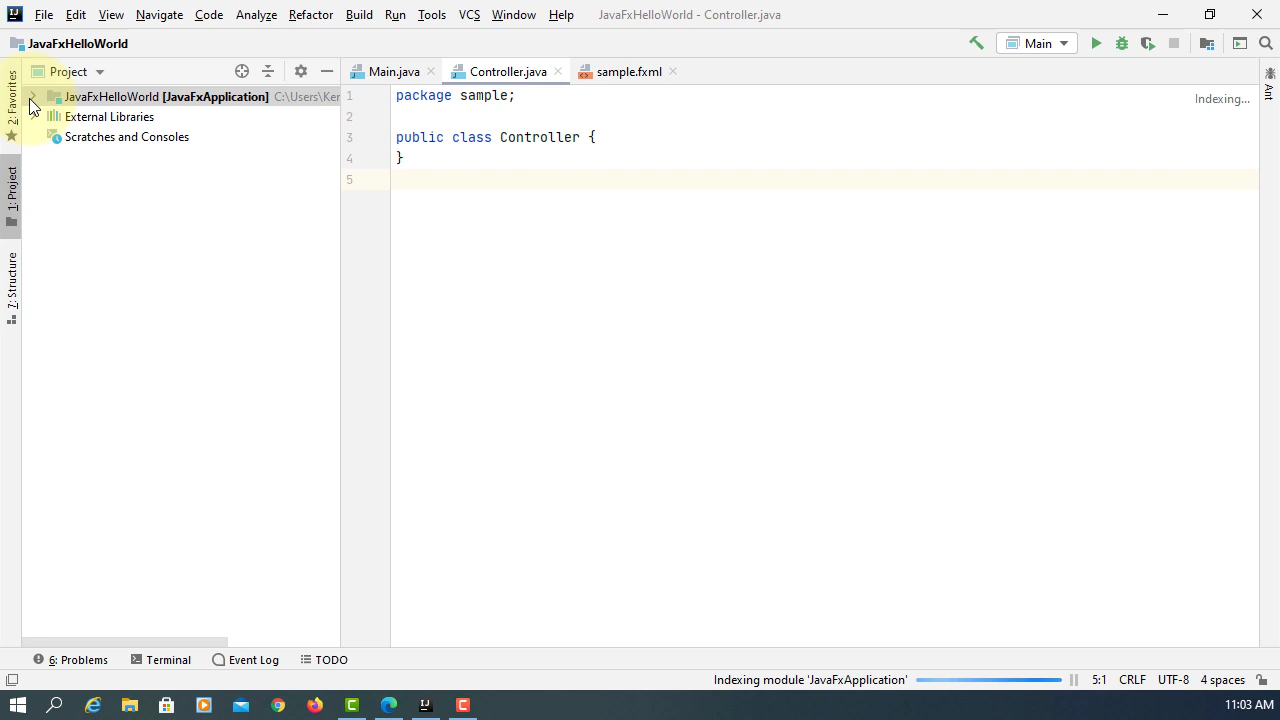 File Edit View Navigate Code Analyze Refactor Build Run Tools VCS Window Help JavaFxHelloWorld - Controller.java
JavaFxHelloWorld Main
Project Main.java Controller.java sample.fxml
2: Favorites
1: Project
7: Structure
Ant
JavaFxHelloWorld [JavaFxApplication] C:\Users\Ker
External Libraries
Scratches and Consoles
1 package sample;
Indexing...
2
3 public class Controller {
4 }
5
6: Problems Terminal Event Log TODO
Indexing module 'JavaFxApplication' 5:1 CRLF UTF-8 4 spaces
11:03 AM